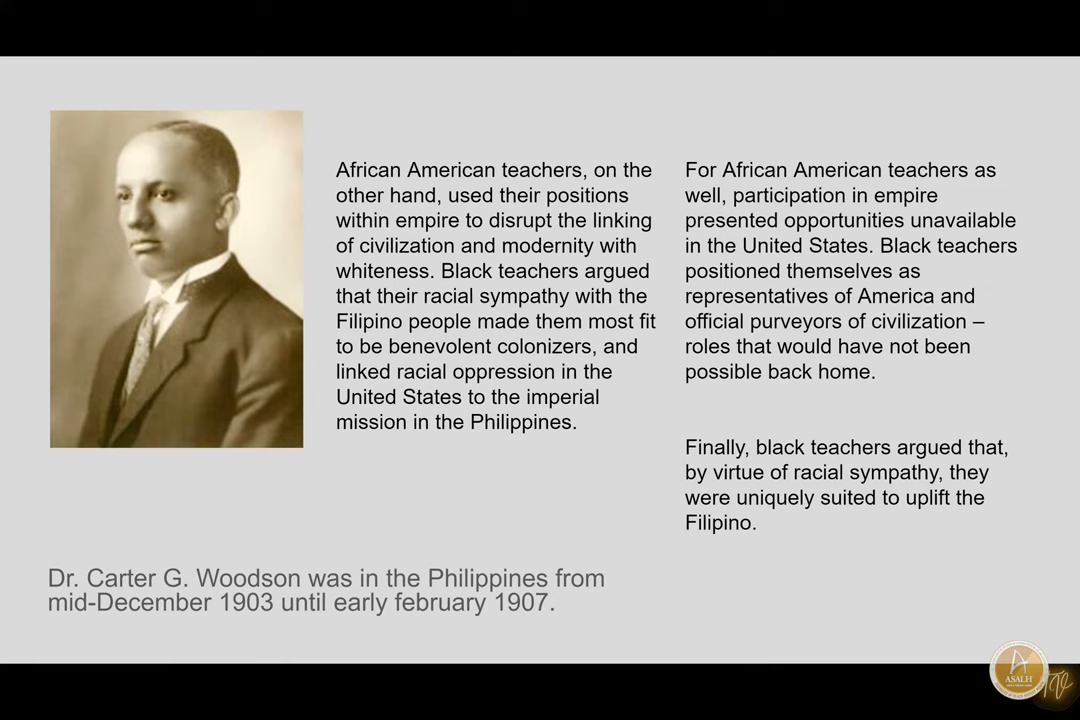 African American teachers, on the
other hand, used their positions
within empire to disrupt the linking
of civilization and modernity with
whiteness. Black teachers argued
that their racial sympathy with the
Filipino people made them most fit
to be benevolent colonizers, and
linked racial oppression in the
United States to the imperial
mission in the Philippines.
For African American teachers as
well, participation in empire
presented opportunities unavailable
in the United States. Black teachers
positioned themselves as
representatives of America and
official purveyors of civilization –
roles that would have not been
possible back home.
Finally, black teachers argued that,
by virtue of racial sympathy, they
were uniquely suited to uplift the
Filipino.
Dr. Carter G. Woodson was in the Philippines from
mid-December 1903 until early february 1907.
ASALH
TV